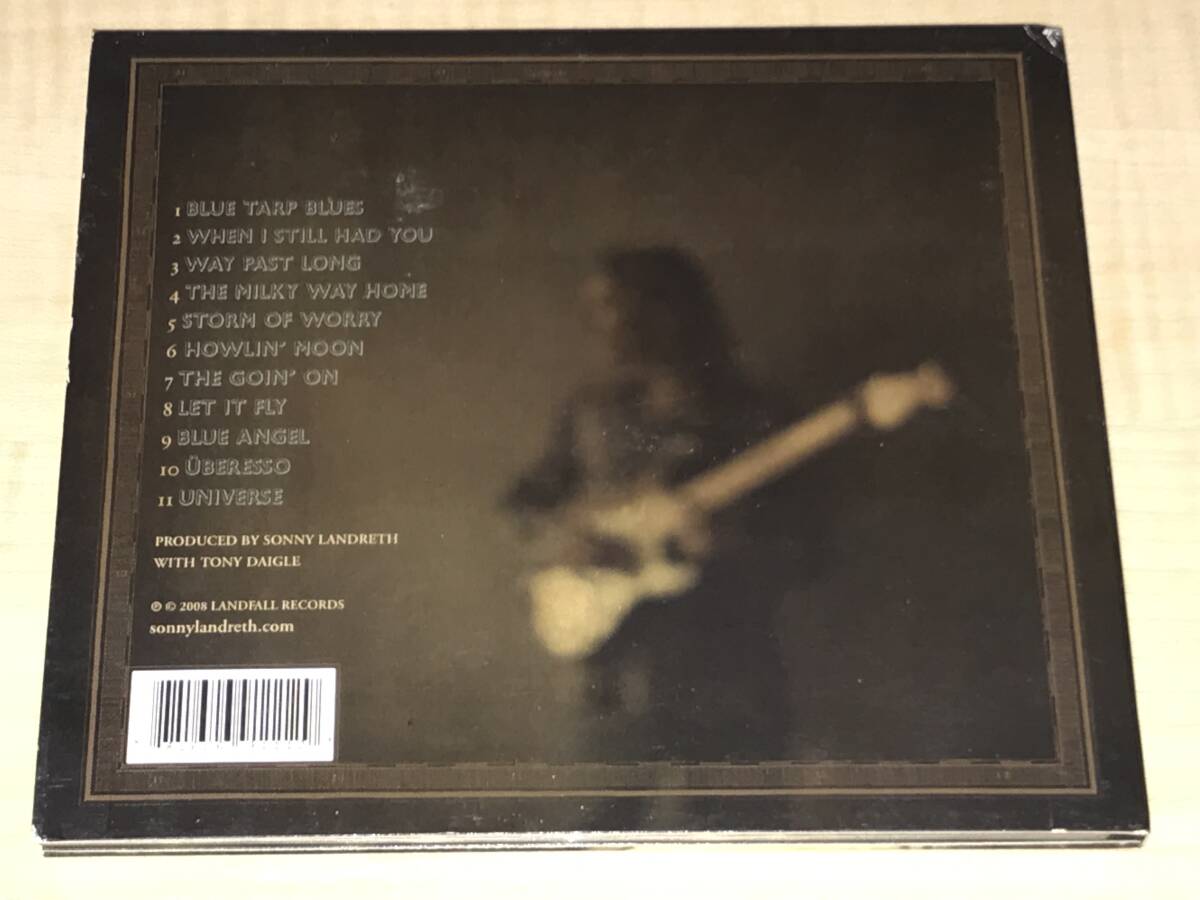 1 BLUE TARP BLUES
2 WHEN I STILL HAD YOU
3 WAY PAST LONG
4 THE MILKY WAY HOME
5 STORM OF WORRY
6 HOWLIN' MOON
7 THE GOIN' ON
8 LET IT FLY
9 BLUE ANGEL
10 ÜBERESSO
11 UNIVERSE
PRODUCED BY SONNY LANDRETH
WITH TONY DAIGLE
℗ © 2008 LANDFALL RECORDS
sonnylandreth.com